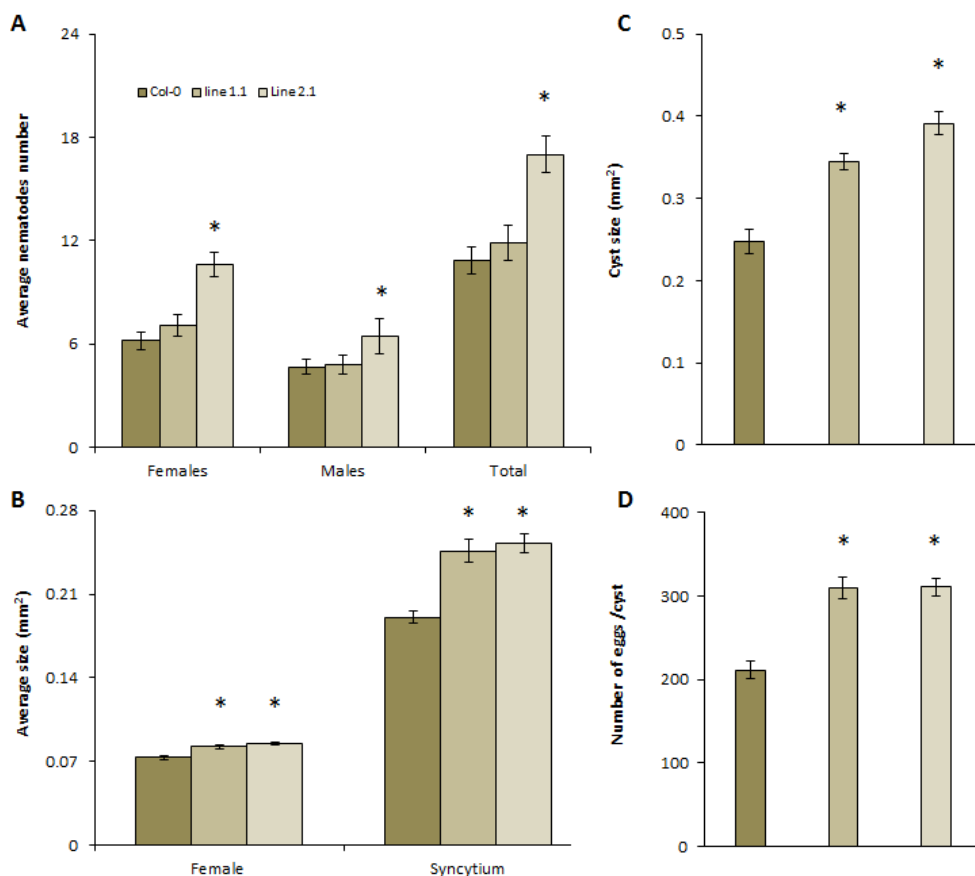 A
Average nematodes number
24
18
12
6
0
Col-0 line 1.1 Line 2.1
*
*
*
Females Males Total
B
Average size (mm²)
0.28
0.21
0.14
0.07
0
* *
* *
Female Syncytium
C
Cyst size (mm²)
0.5
0.4
0.3
0.2
0.1
0
*
*
D
Number of eggs /cyst
400
300
200
100
0
* *